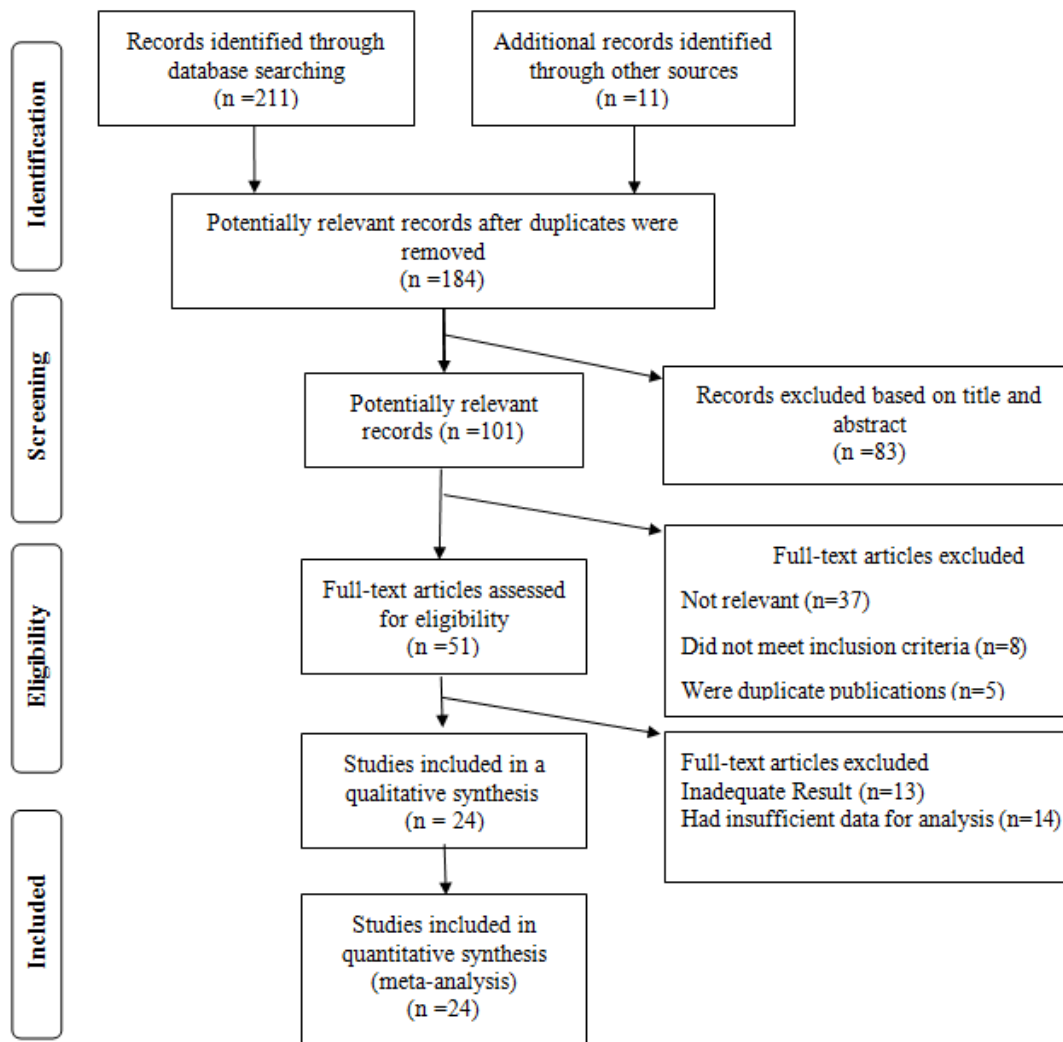 Identification
Records identified through
database searching
(n =211)
Additional records identified
through other sources
(n =11)
Potentially relevant records after duplicates were
removed
(n =184)
Screening
Potentially relevant
records (n =101)
Records excluded based on title and
abstract
(n =83)
Eligibility
Full-text articles assessed
for eligibility
(n =51)
Full-text articles excluded
Not relevant (n=37)
Did not meet inclusion criteria (n=8)
Were duplicate publications (n=5)
Studies included in a
qualitative synthesis
(n = 24)
Full-text articles excluded
Inadequate Result (n=13)
Had insufficient data for analysis (n=14)
Included
Studies included in
quantitative synthesis
(meta-analysis)
(n =24)